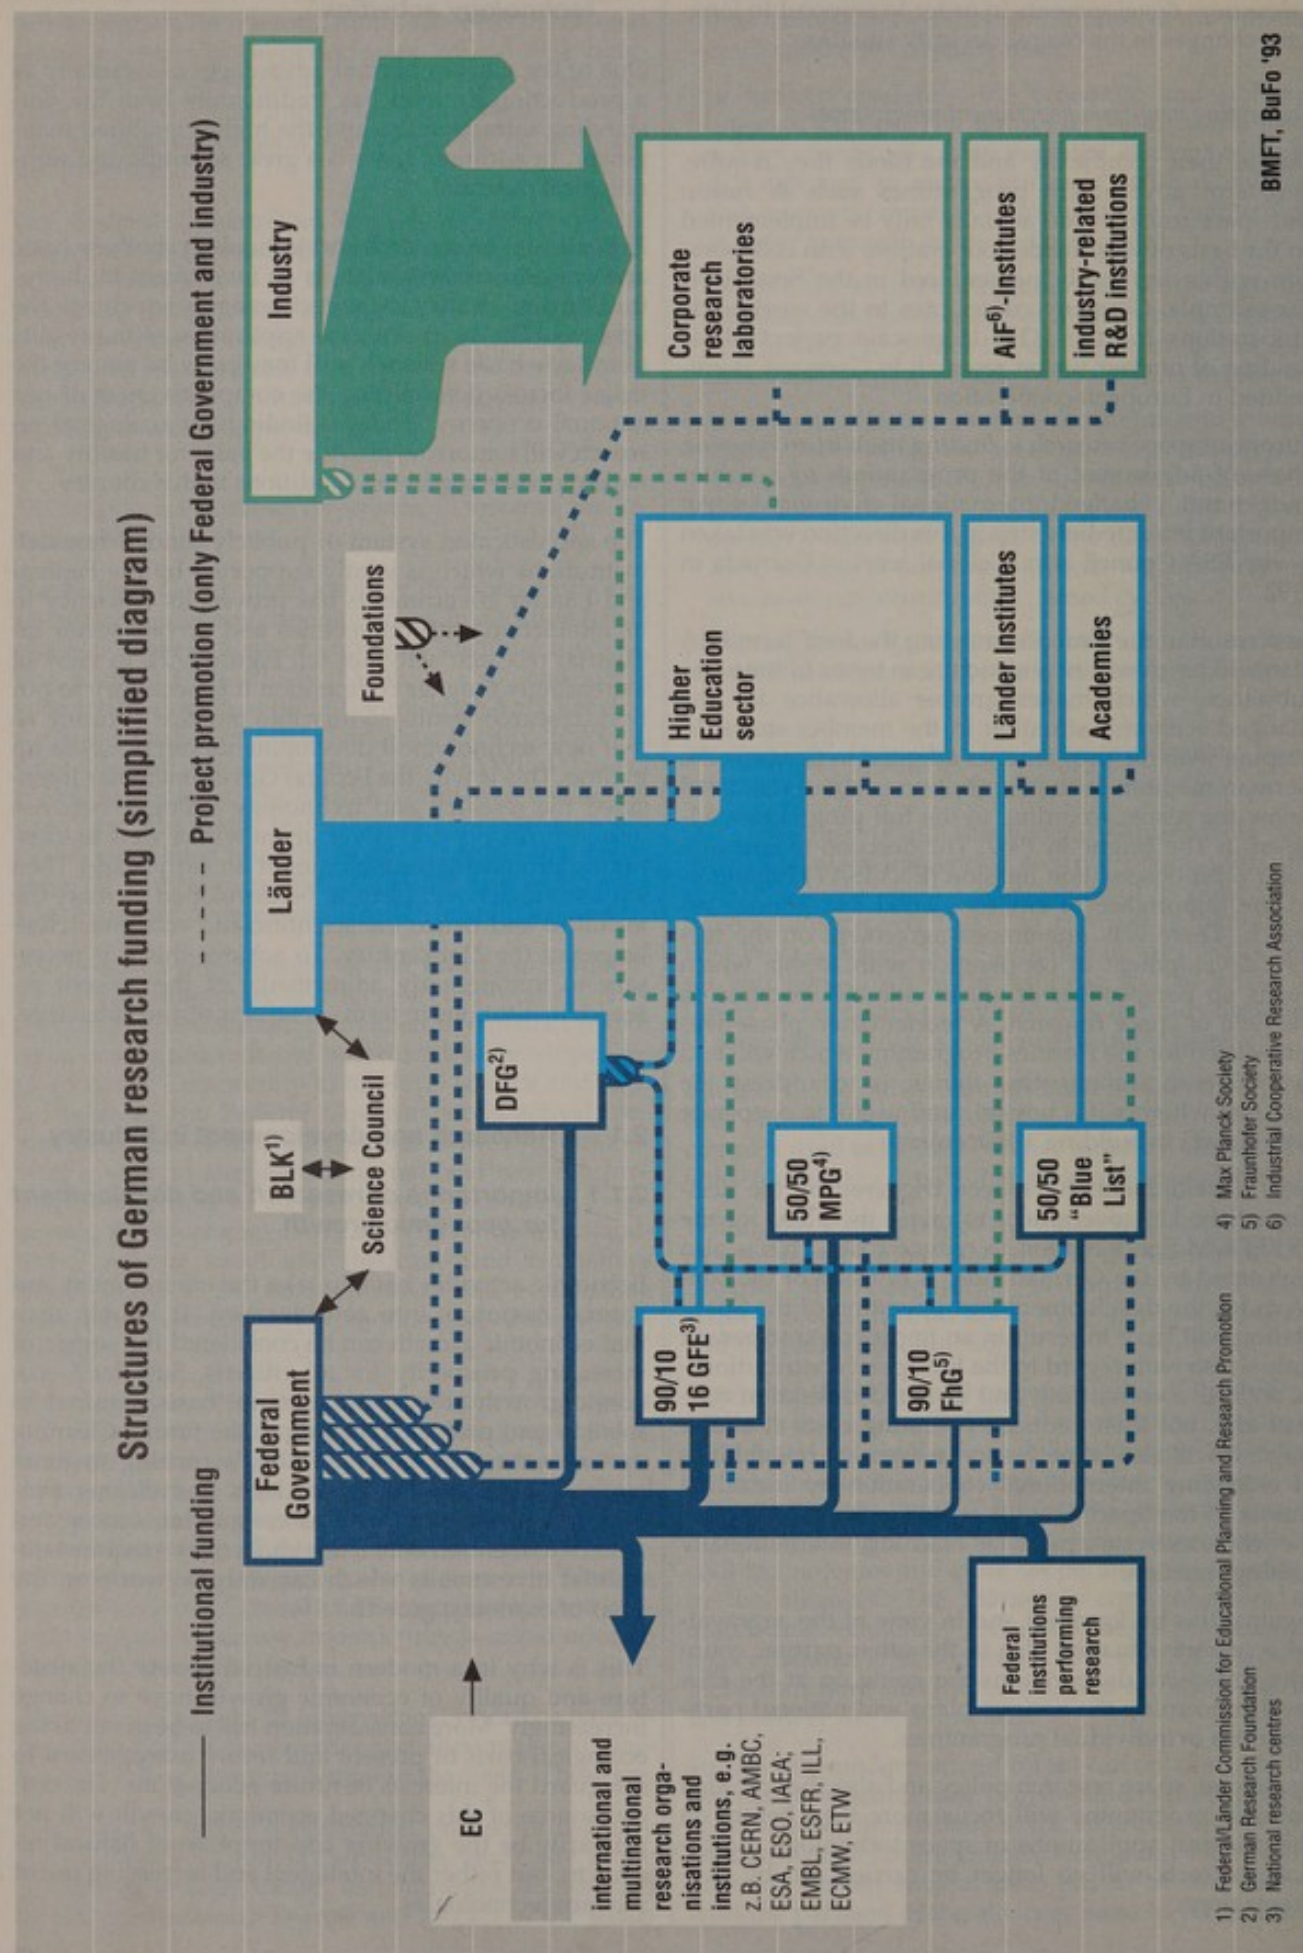 Structures of German research funding (simplified diagram)
Institutional funding
Project promotion (only Federal Government and industry)
Federal
Government
BLK1)
Science Council
Länder
Foundations
Industry
EC
international and
multinational
research orga-
nisations and
institutions, e.g.
z.B. CERN, AMBC,
ESA, ESO, IAEA;
EMBL, ESFR, ILL,
ECMW, ETW
DFG2)
90/10
16 GFE3)
50/50
MPG4)
90/10
FhG5)
50/50
"Blue
List"
Federal
institutions
performing
research
Higher
Education
sector
Länder Institutes
Academies
Corporate
research
laboratories
AiF6)-Institutes
industry-related
R&D institutions
1) Federal/Länder Commission for Educational Planning and Research Promotion
2) German Research Foundation
3) National research centres
4) Max Planck Society
5) Fraunhofer Society
6) Industrial Cooperative Research Association
BMFT, BuFo '93